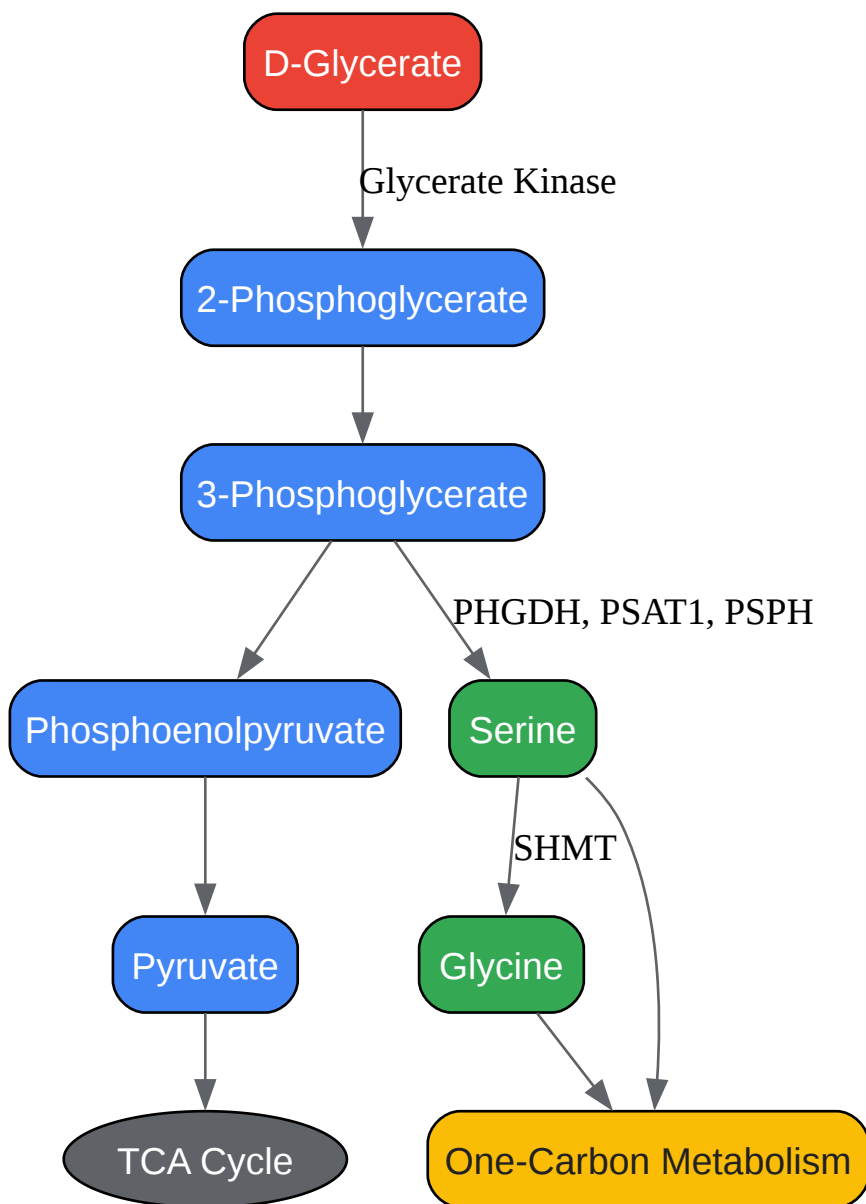 D-Glycerate
Glycerate Kinase
2-Phosphoglycerate
3-Phosphoglycerate
PHGDH, PSAT1, PSPH
Phosphoenolpyruvate
Serine
SHMT
Pyruvate
Glycine
TCA Cycle
One-Carbon Metabolism